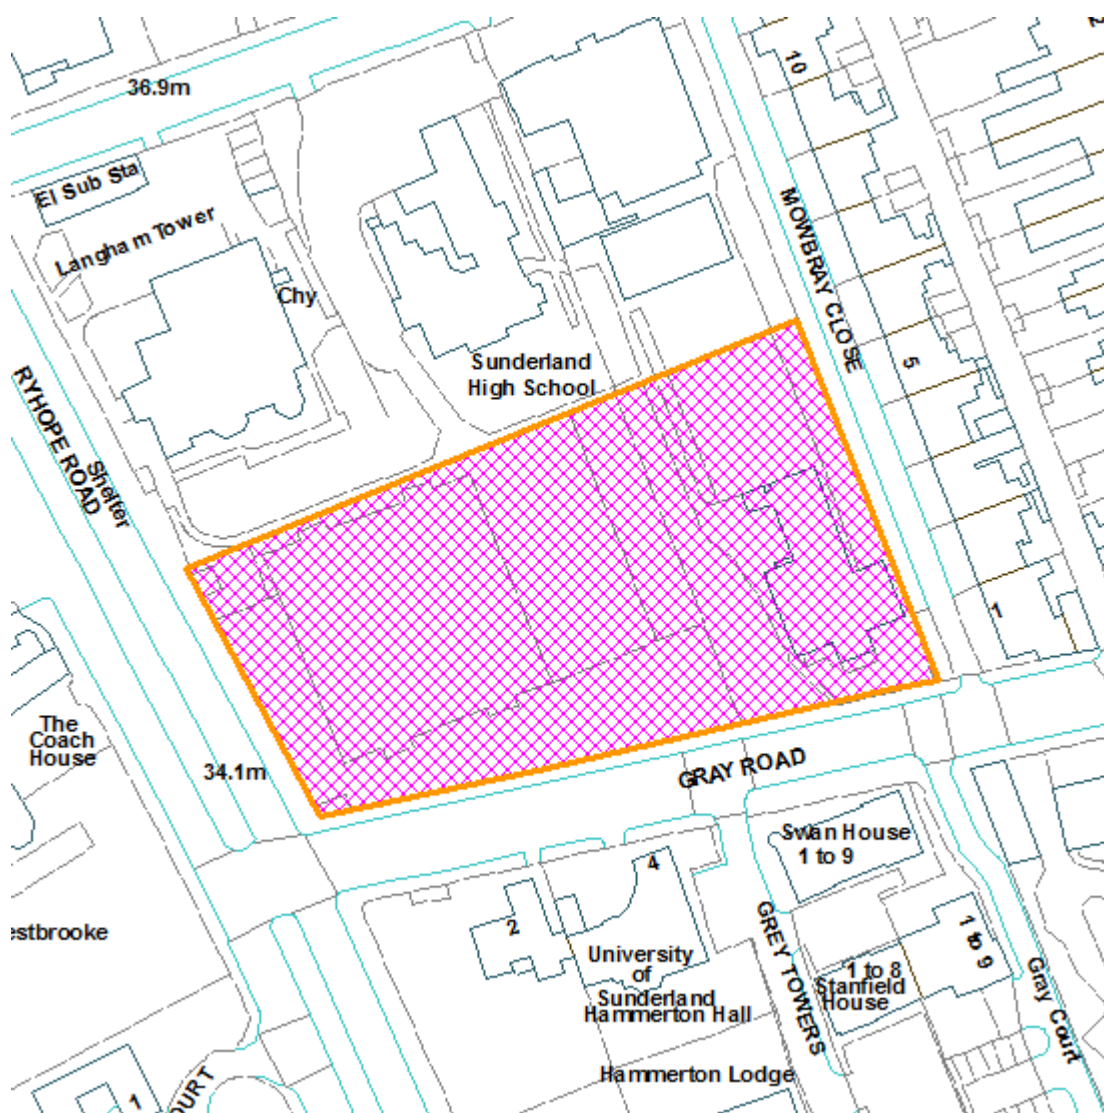 36.9m
10
El Sub Sta
Langham Tower
Chy
MOWBRAY CLOSE
Sunderland
High School
5
RYHOPE ROAD
Shelter
1
The
Coach
House
34.1m
GRAY ROAD
Swan House
1 to 9
4
2
estbrooke
GREY TOWERS
1 to 9
University
of
Sunderland
Hammerton Hall
1 to 8
Stanfield
House
Gray Court
Hammerton Lodge
1
OURT